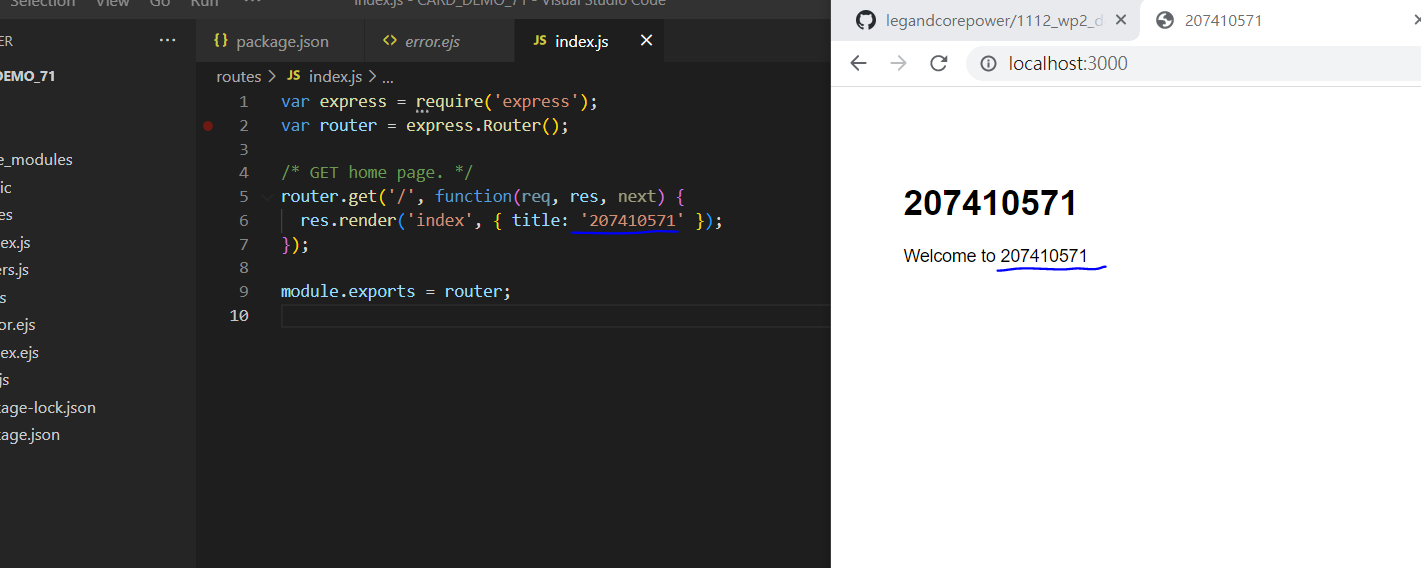 Selection View Go Run ... index.js - CARD_DEMO_71 - Visual Studio Code
ER ...
DEMO_71
e_modules
ic
es
ex.js
ers.js
s
or.ejs
ex.ejs
js
kage-lock.json
kage.json
{} package.json <> error.ejs JS index.js ×
routes > JS index.js > ...
1 var express = require('express');
2 var router = express.Router();
3
4 /* GET home page. */
5 router.get('/', function(req, res, next) {
6 res.render('index', { title: '207410571' });
7 });
8
9 module.exports = router;
10
legandcorepower/1112_wp2_d × 207410571
localhost:3000
207410571
Welcome to 207410571